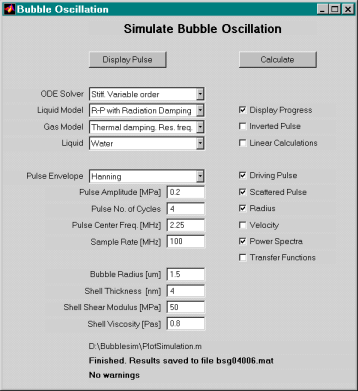 Bubble Oscillation
Simulate Bubble Oscillation
Display Pulse Calculate
ODE Solver Stiff. Variable order
Liquid Model R-P with Radiation Damping Display Progress
Gas Model Thermal damping. Res. freq. Inverted Pulse
Liquid Water Linear Calculations
Pulse Envelope Hanning Driving Pulse
Pulse Amplitude [MPa] 0.2 Scattered Pulse
Pulse No. of Cycles 4 Radius
Pulse Center Freq. [MHz] 2.25 Velocity
Sample Rate [MHz] 100 Power Spectra
Transfer Functions
Bubble Radius [um] 1.5
Shell Thickness [nm] 4
Shell Shear Modulus [MPa] 50
Shell Viscosity [Pas] 0.8
D:\Bubblesim\PlotSimulation.m
Finished. Results saved to file bsg04006.mat
No warnings